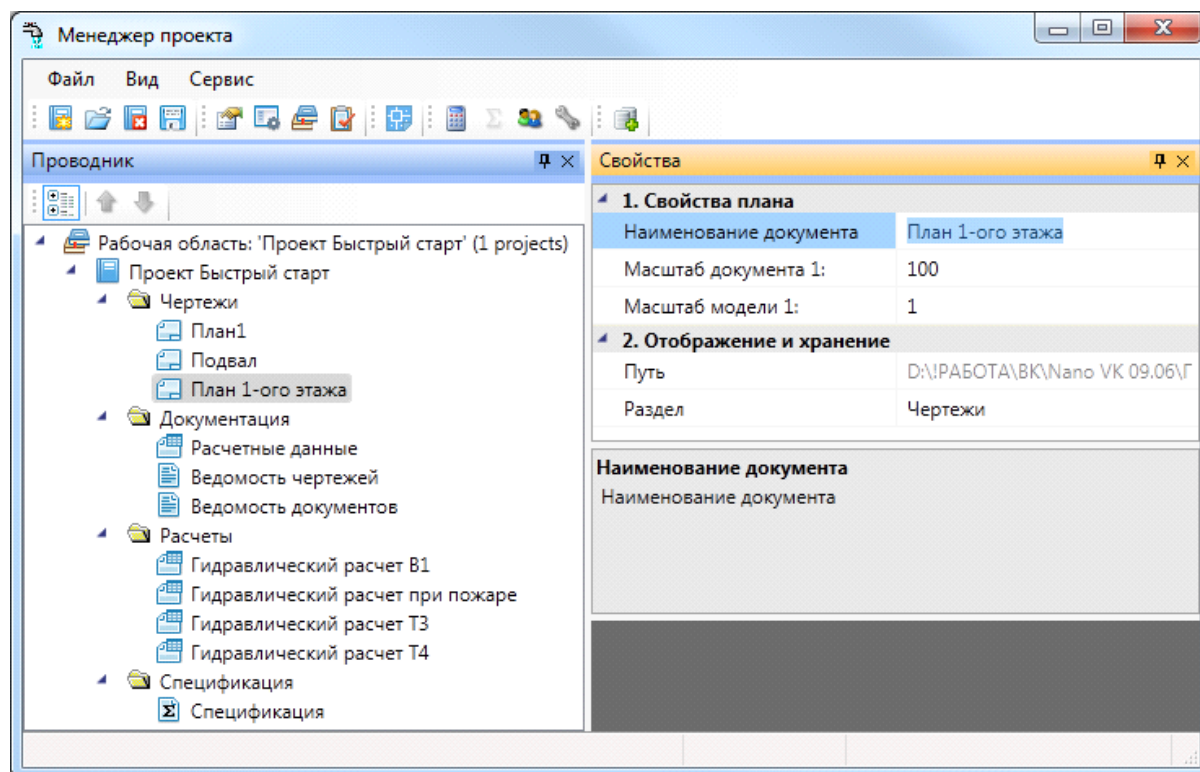 Менеджер проекта
Файл Вид Сервис
Проводник
Рабочая область: 'Проект Быстрый старт' (1 projects)
Проект Быстрый старт
Чертежи
План1
Подвал
План 1-ого этажа
Документация
Расчетные данные
Ведомость чертежей
Ведомость документов
Расчеты
Гидравлический расчет В1
Гидравлический расчет при пожаре
Гидравлический расчет Т3
Гидравлический расчет Т4
Спецификация
Спецификация
Свойства
1. Свойства плана
Наименование документа План 1-ого этажа
Масштаб документа 1: 100
Масштаб модели 1: 1
2. Отображение и хранение
Путь D:\!РАБОТА\ВК\Nano VK 09.06\Г
Раздел Чертежи
Наименование документа
Наименование документа